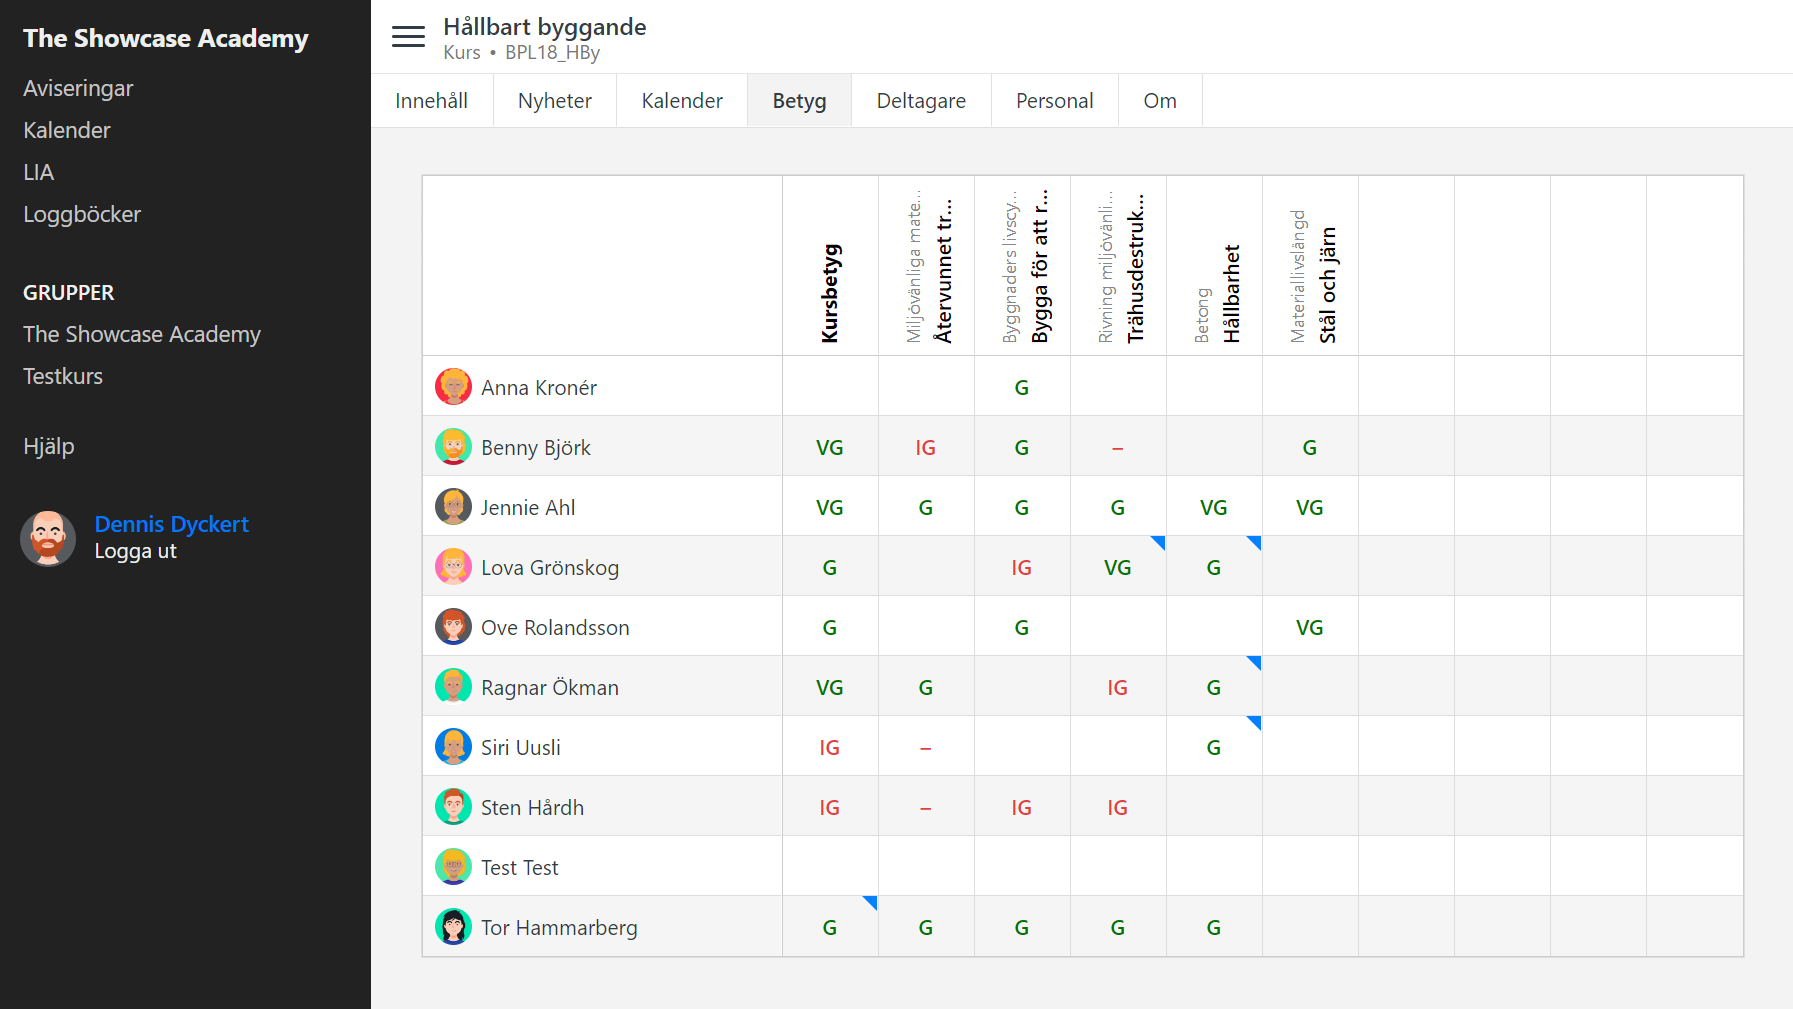 The Showcase Academy
Aviseringar
Kalender
LIA
Loggböcker
GRUPPER
The Showcase Academy
Testkurs
Hjälp
Dennis Dyckert
Logga ut
Hållbart byggande
Kurs • BPL18_HBy
Innehåll Nyheter Kalender Betyg Deltagare Personal Om
Kursbetyg
Miljövänliga mate...
Återvunnet tr...
Byggnaders livscy...
Bygga för att r...
Rivning miljövänli...
Trähusdestruk...
Betong
Hållbarhet
Materiallivslängd
Stål och järn
Anna Kronér G
Benny Björk VG IG G – G
Jennie Ahl VG G G G VG VG
Lova Grönskog G IG VG G
Ove Rolandsson G G VG
Ragnar Ökman VG G IG G
Siri Uusli IG – G
Sten Hårdh IG – IG IG
Test Test
Tor Hammarberg G G G G G